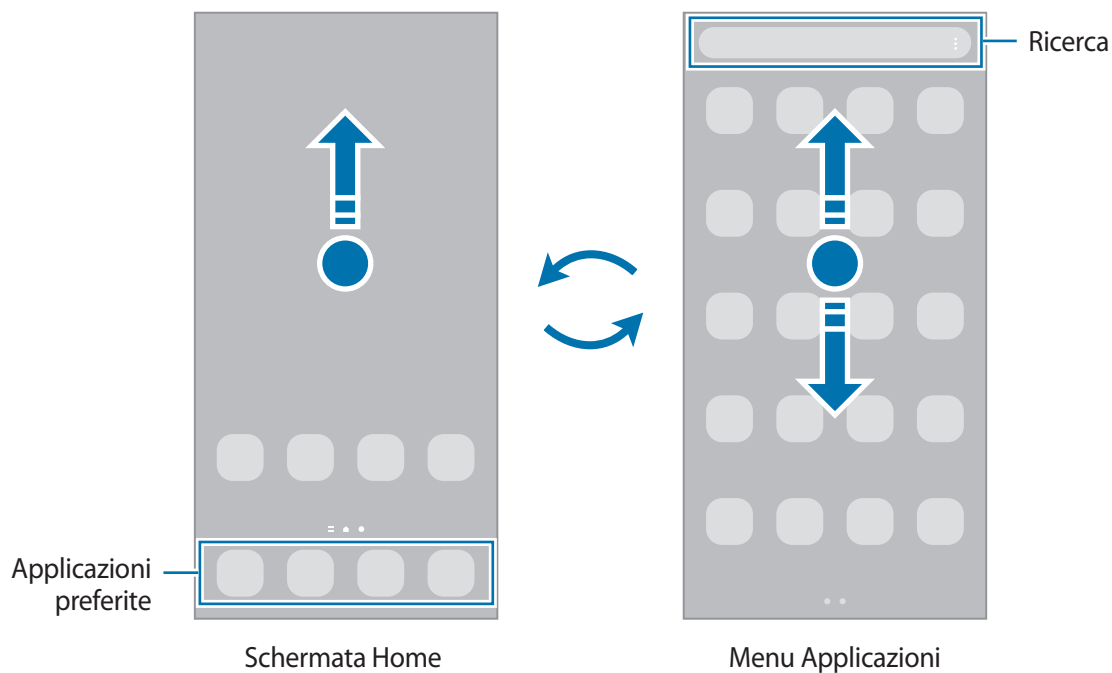 Ricerca
Applicazioni
preferite
Schermata Home
Menu Applicazioni